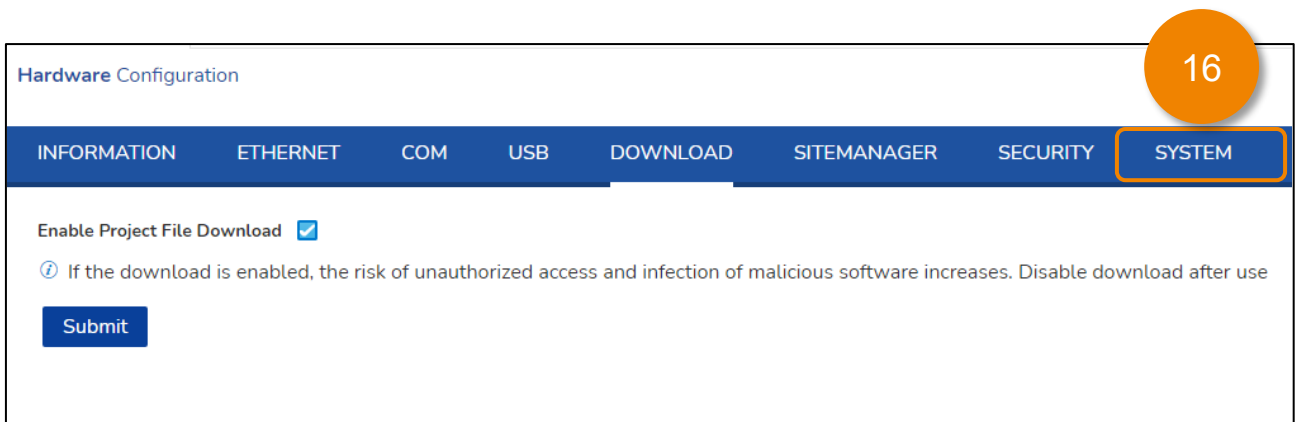 16
Hardware Configuration
INFORMATION ETHERNET COM USB DOWNLOAD SITEMANAGER SECURITY SYSTEM
Enable Project File Download
If the download is enabled, the risk of unauthorized access and infection of malicious software increases. Disable download after use
Submit